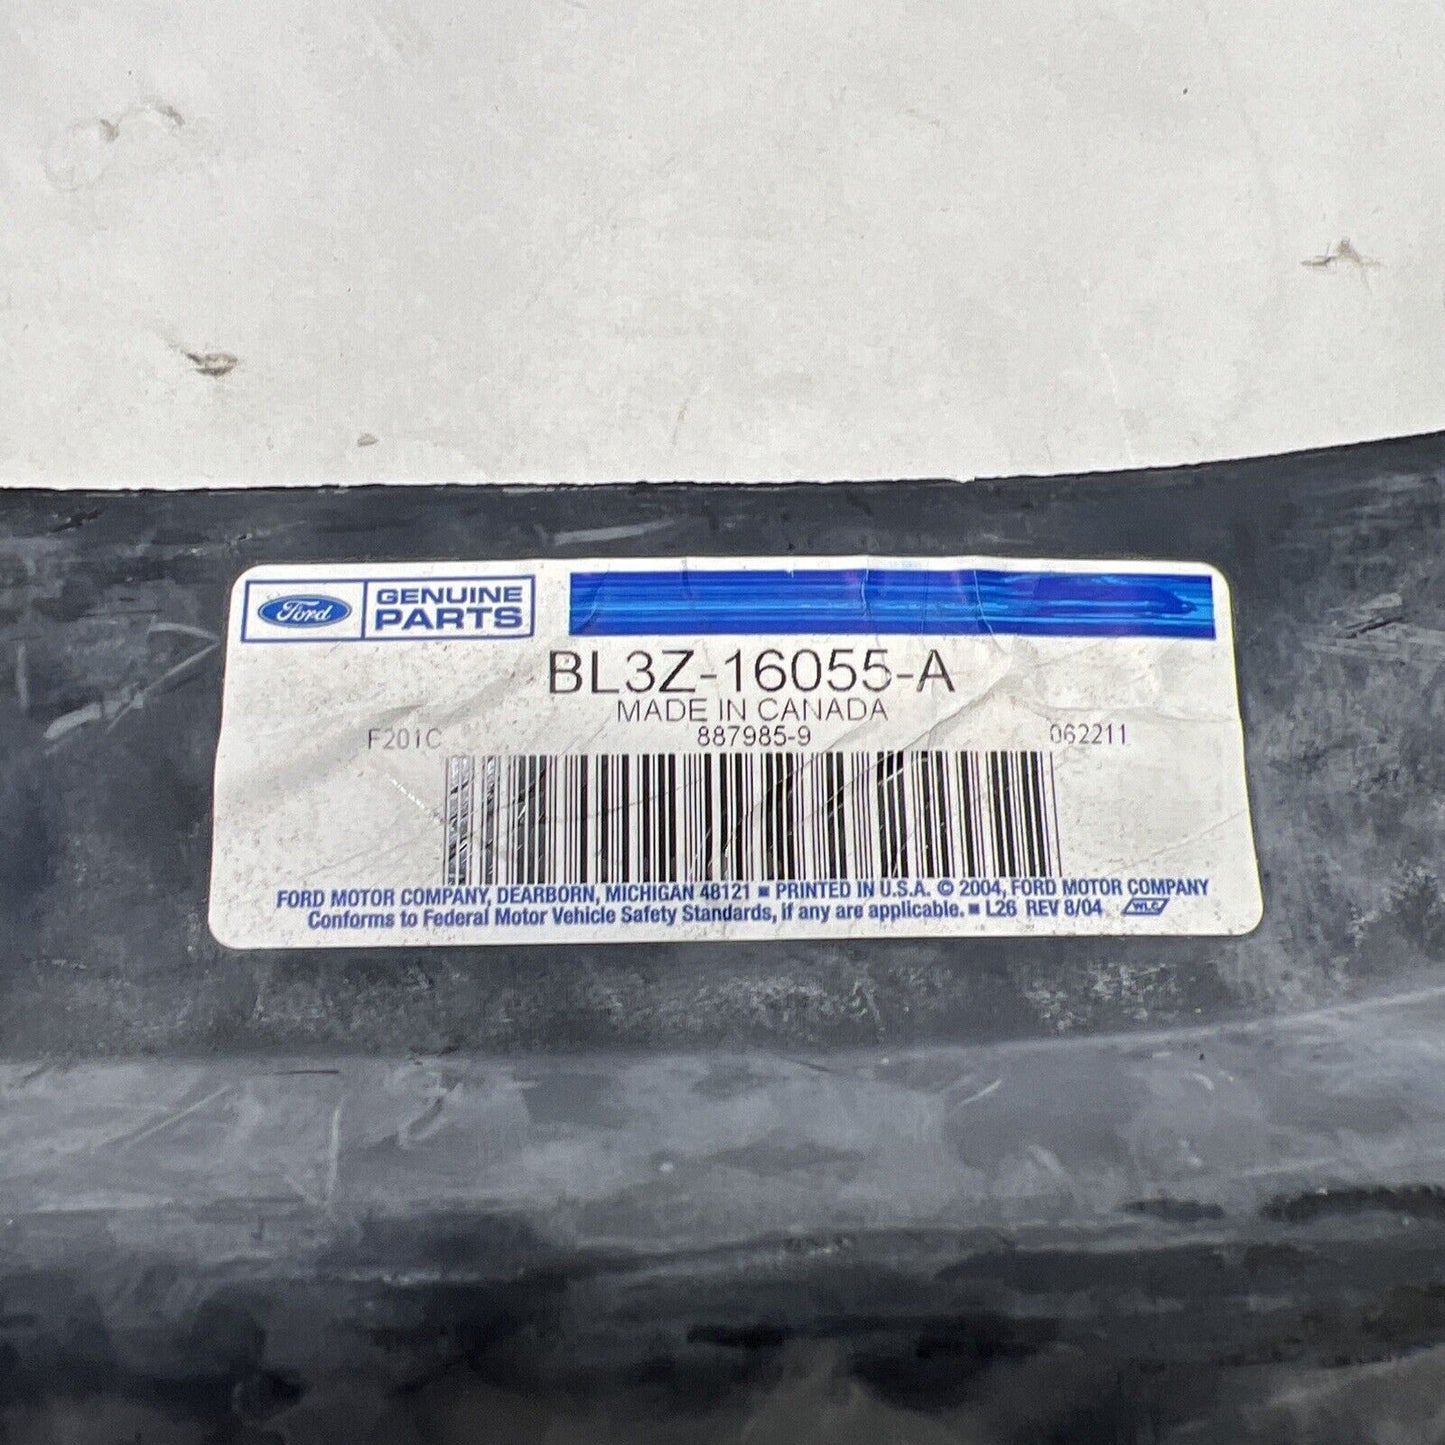 Ford GENUINE PARTS
BL3Z-16055-A
MADE IN CANADA
F201C 887985-9 062211
FORD MOTOR COMPANY, DEARBORN, MICHIGAN 48121 ■ PRINTED IN U.S.A. © 2004, FORD MOTOR COMPANY
Conforms to Federal Motor Vehicle Safety Standards, if any are applicable. ■ L26 REV 8/04 WLC